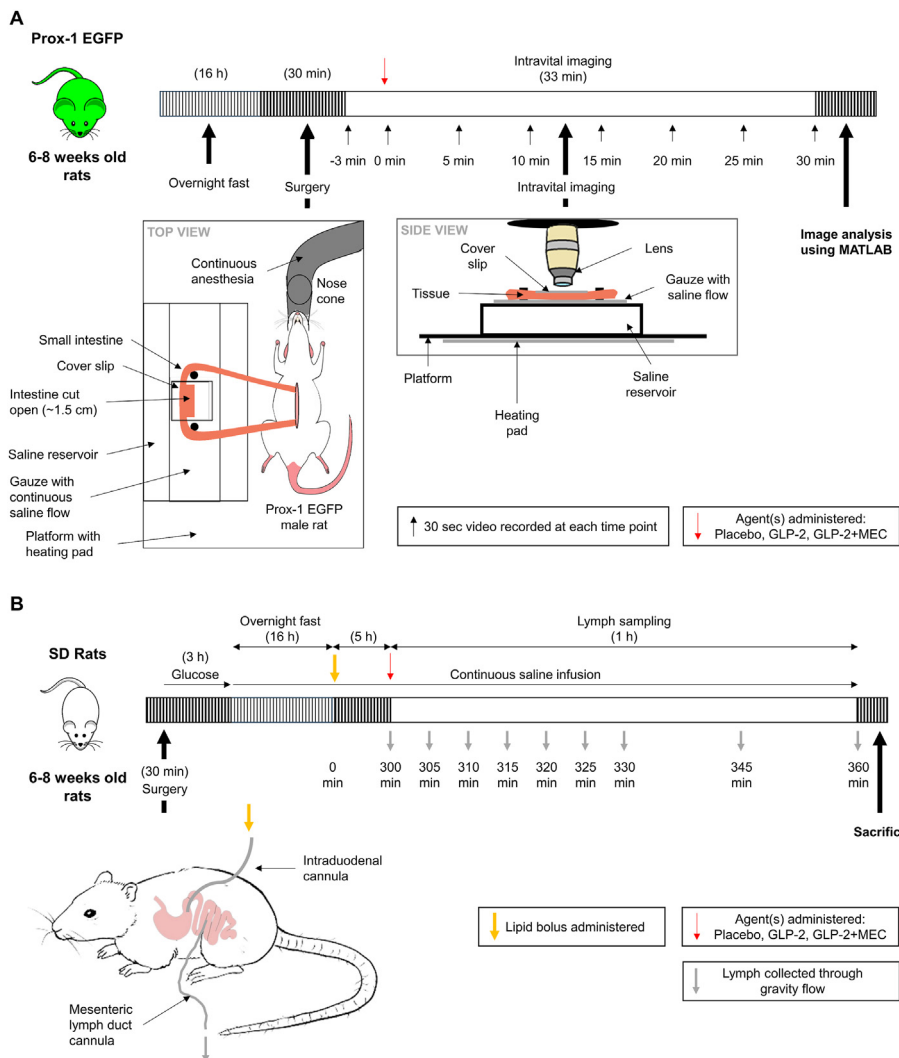 A
Prox-1 EGFP
6-8 weeks old
rats
(16 h)
(30 min)
Intravital imaging
(33 min)
-3 min
0 min
5 min
10 min
15 min
20 min
25 min
30 min
Overnight fast
Surgery
Intravital imaging
Image analysis
using MATLAB
TOP VIEW
Continuous
anesthesia
Nose
cone
Small intestine
Cover slip
Intestine cut
open (~1.5 cm)
Saline reservoir
Gauze with
continuous
saline flow
Platform with
heating pad
Prox-1 EGFP
male rat
SIDE VIEW
Cover
slip
Lens
Tissue
Gauze with
saline flow
Platform
Saline
reservoir
Heating
pad
30 sec video recorded at each time point
Agent(s) administered:
Placebo, GLP-2, GLP-2+MEC
B
SD Rats
6-8 weeks old
rats
Overnight fast
(16 h)
(5 h)
Lymph sampling
(1 h)
(3 h)
Glucose
Continuous saline infusion
(30 min)
Surgery
0
min
300
min
305
min
310
min
315
min
320
min
325
min
330
min
345
min
360
min
Sacrific
Intraduodenal
cannula
Mesenteric
lymph duct
cannula
Lipid bolus administered
Agent(s) administered:
Placebo, GLP-2, GLP-2+MEC
Lymph collected through
gravity flow